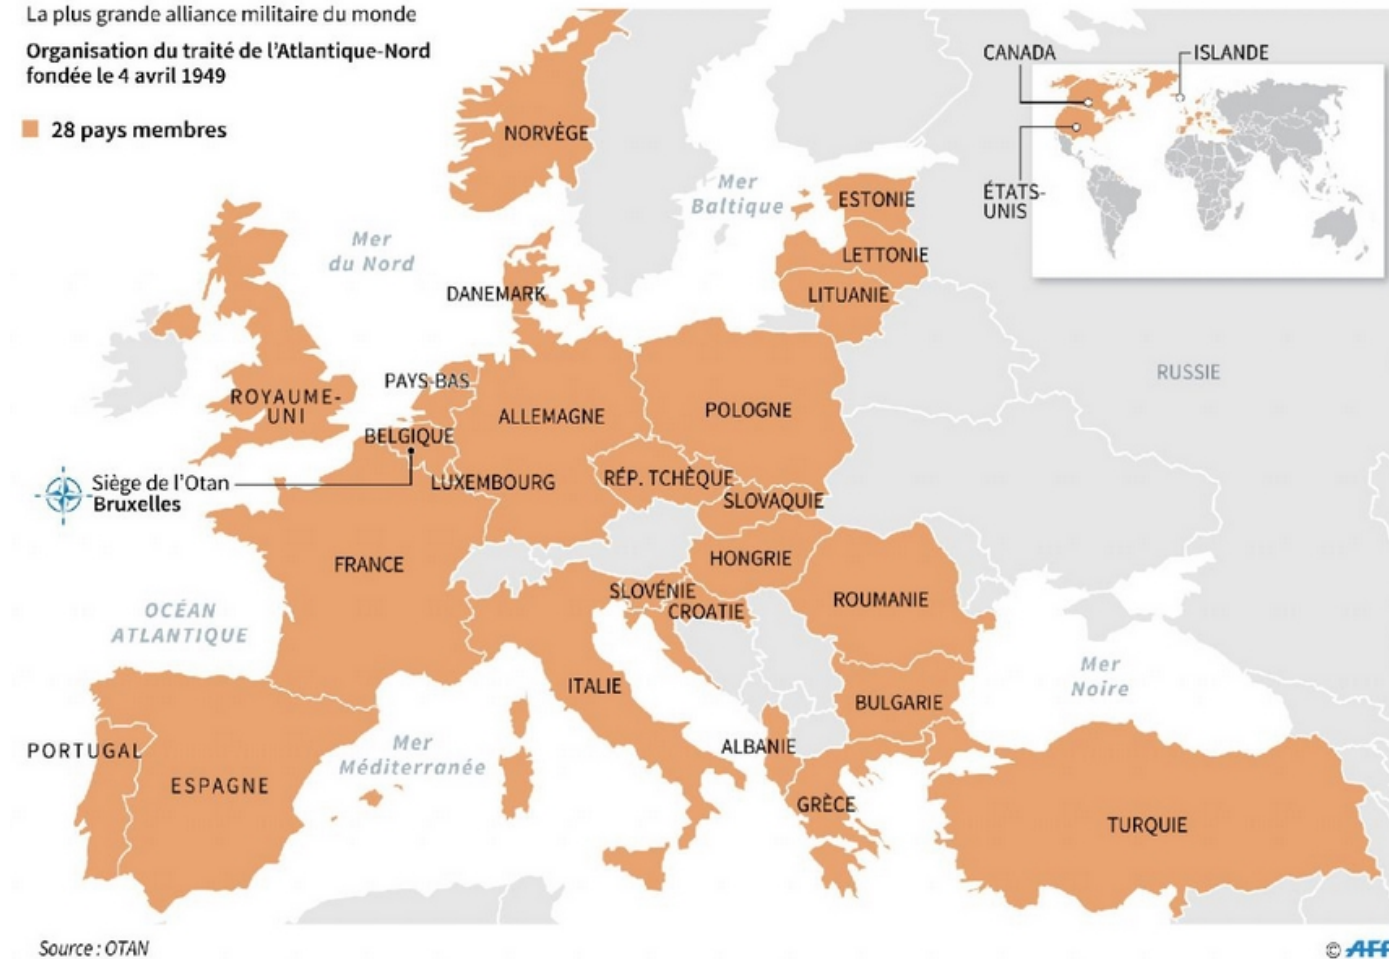 La plus grande alliance militaire du monde
Organisation du traité de l'Atlantique-Nord
fondée le 4 avril 1949
28 pays membres
CANADA
ISLANDE
ÉTATS-
UNIS
NORVÈGE
Mer
Baltique
ESTONIE
LETTONIE
LITUANIE
Mer
du Nord
DANEMARK
RUSSIE
PAYS-BAS
ROYAUME-
UNI
ALLEMAGNE
POLOGNE
BELGIQUE
Siège de l'Otan
Bruxelles
LUXEMBOURG
RÉP. TCHÈQUE
SLOVAQUIE
FRANCE
HONGRIE
SLOVÉNIE
CROATIE
ROUMANIE
OCÉAN
ATLANTIQUE
Mer
Noire
ITALIE
BULGARIE
PORTUGAL
ESPAGNE
Mer
Méditerranée
ALBANIE
GRÈCE
TURQUIE
Source : OTAN
© AFP